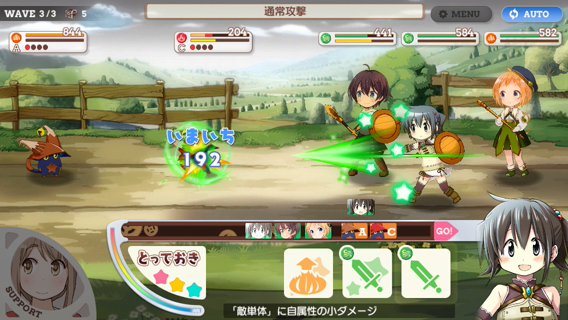 WAVE 3/3 5
通常攻撃
MENU
AUTO
844
A
204
C
441
584
582
いまいち
192
A C
GO!
とっておき
SUPPORT
「敵単体」に自属性の小ダメージ